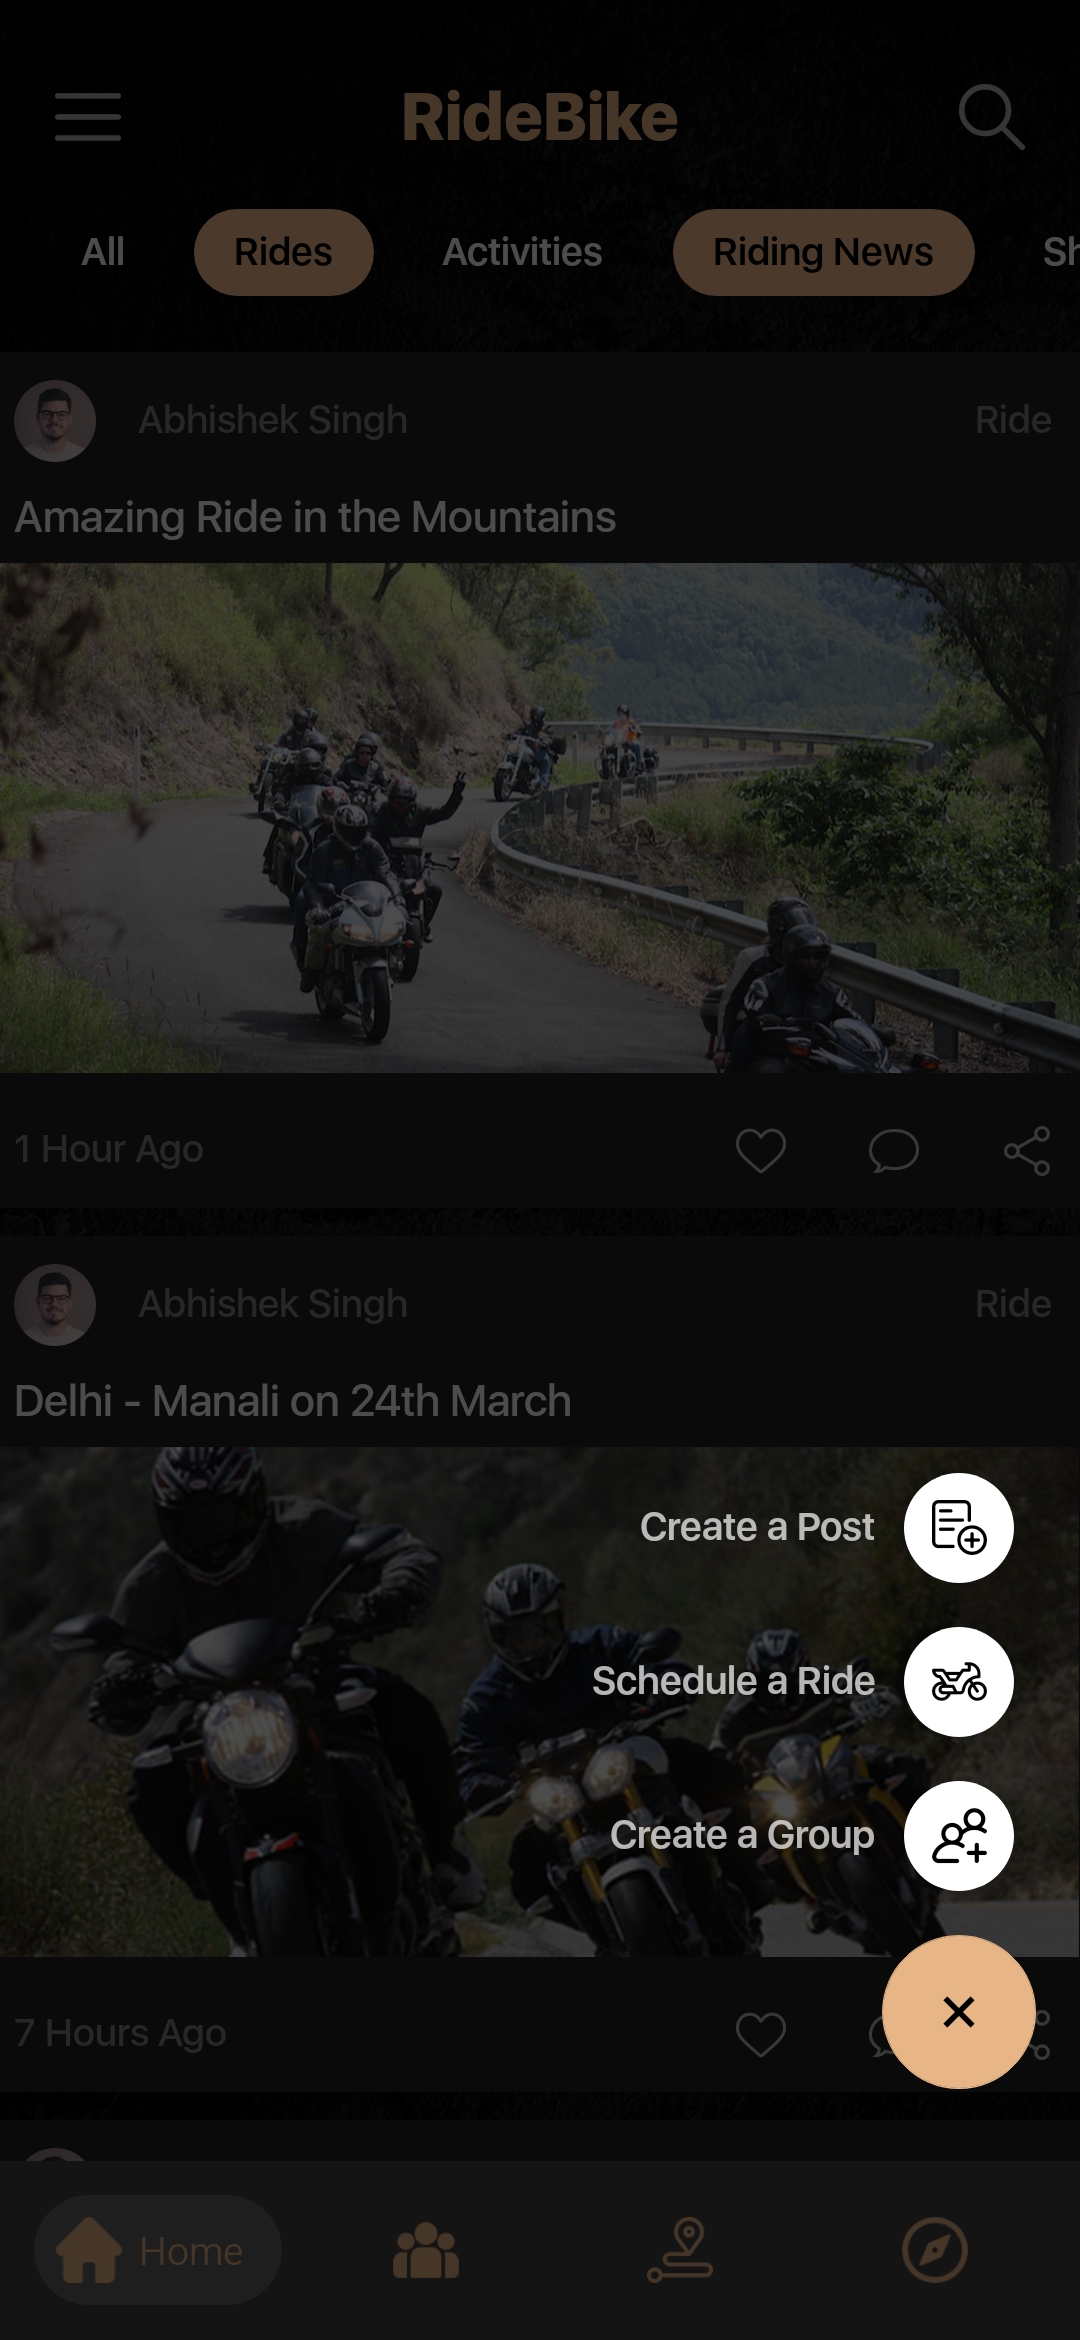 RideBike
All
Rides
Activities
Riding News
Sh
Abhishek Singh
Ride
Amazing Ride in the Mountains
1 Hour Ago
Abhishek Singh
Ride
Delhi - Manali on 24th March
Create a Post
Schedule a Ride
Create a Group
7 Hours Ago
Home